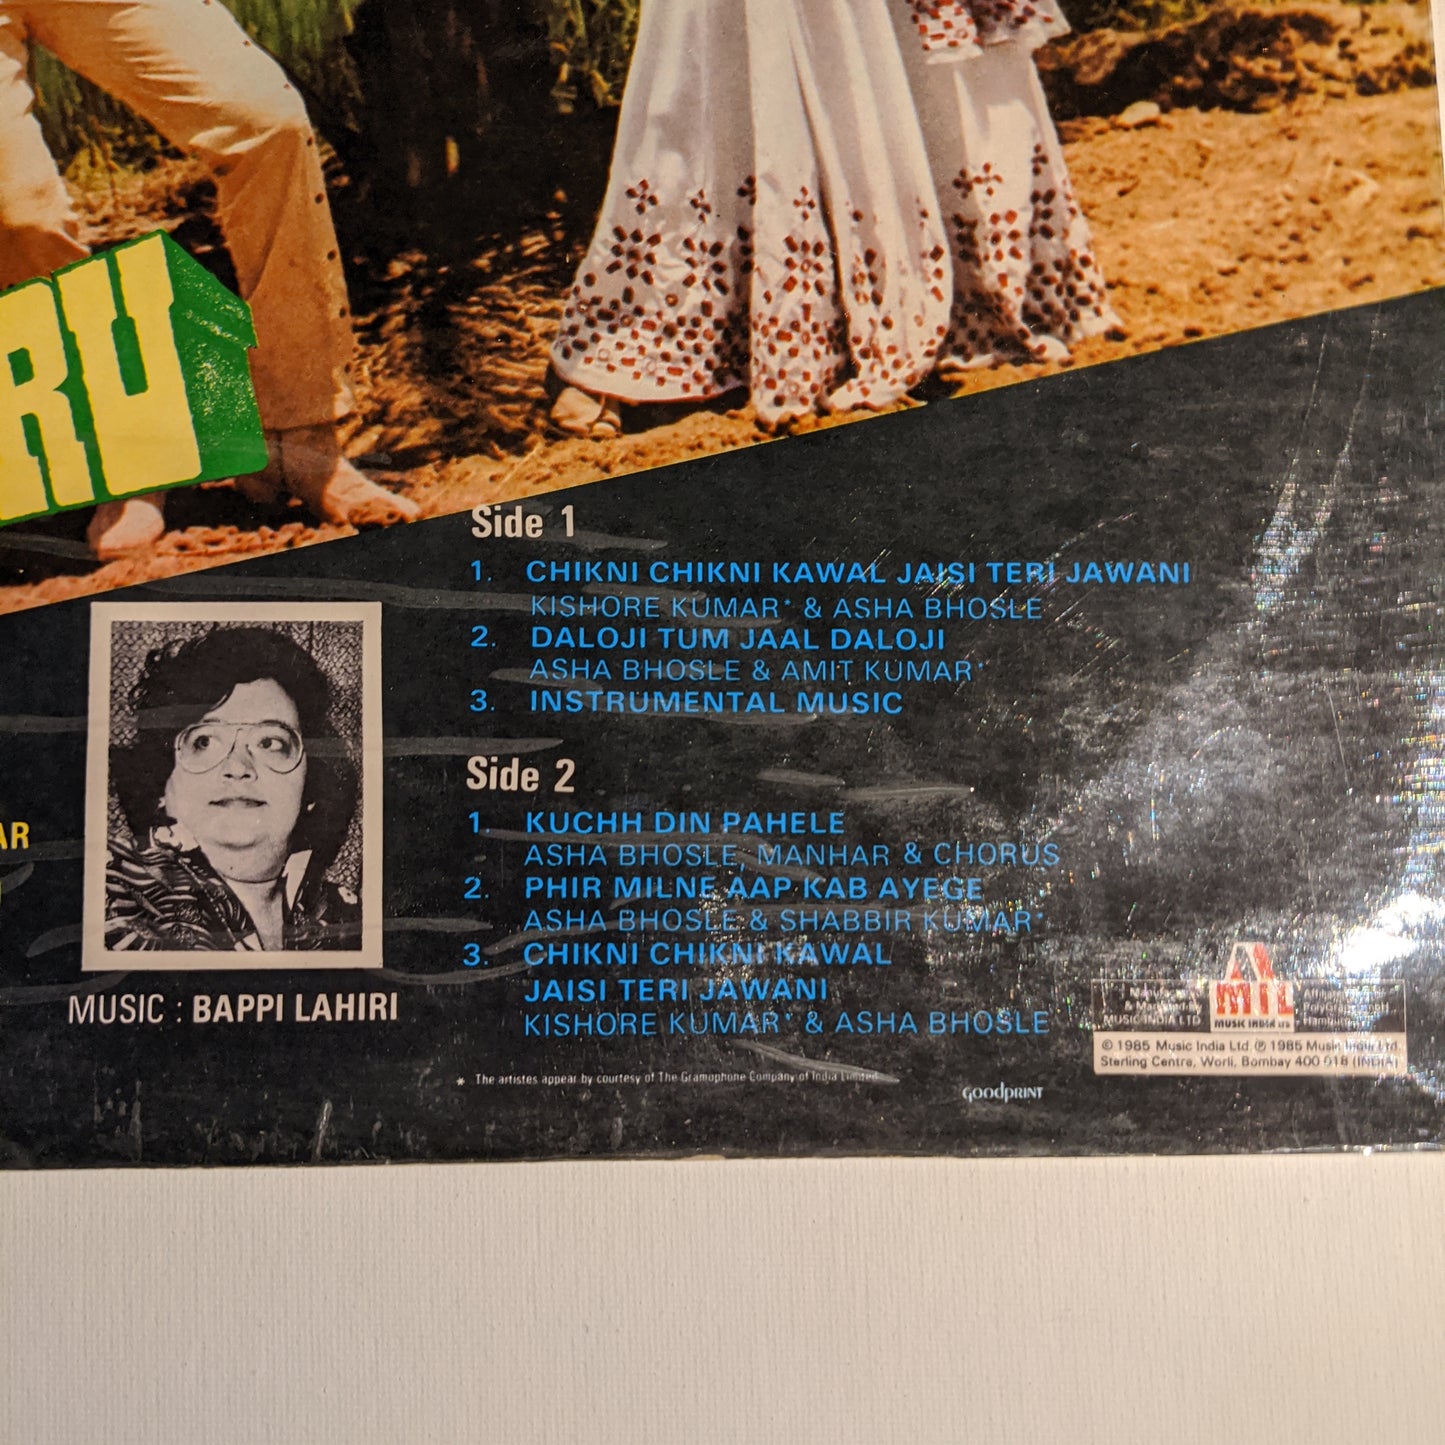 RU
AR
Side 1
1. CHIKNI CHIKNI KAWAL JAISI TERI JAWANI
KISHORE KUMAR* & ASHA BHOSLE
2. DALOJI TUM JAAL DALOJI
ASHA BHOSLE & AMIT KUMAR*
3. INSTRUMENTAL MUSIC
Side 2
1. KUCHH DIN PAHELE
ASHA BHOSLE, MANHAR & CHORUS
2. PHIR MILNE AAP KAB AYEGE
ASHA BHOSLE & SHABBIR KUMAR*
3. CHIKNI CHIKNI KAWAL
JAISI TERI JAWANI
KISHORE KUMAR* & ASHA BHOSLE
MUSIC : BAPPI LAHIRI
* The artistes appear by courtesy of The Gramophone Company of India Limited
GOODPRINT
MUSIC INDIA LTD
MIL
MUSIC INDIA LTD
© 1985 Music India Ltd. ℗ 1985 Music India Ltd.
Sterling Centre, Worli, Bombay 400 018 (INDIA)